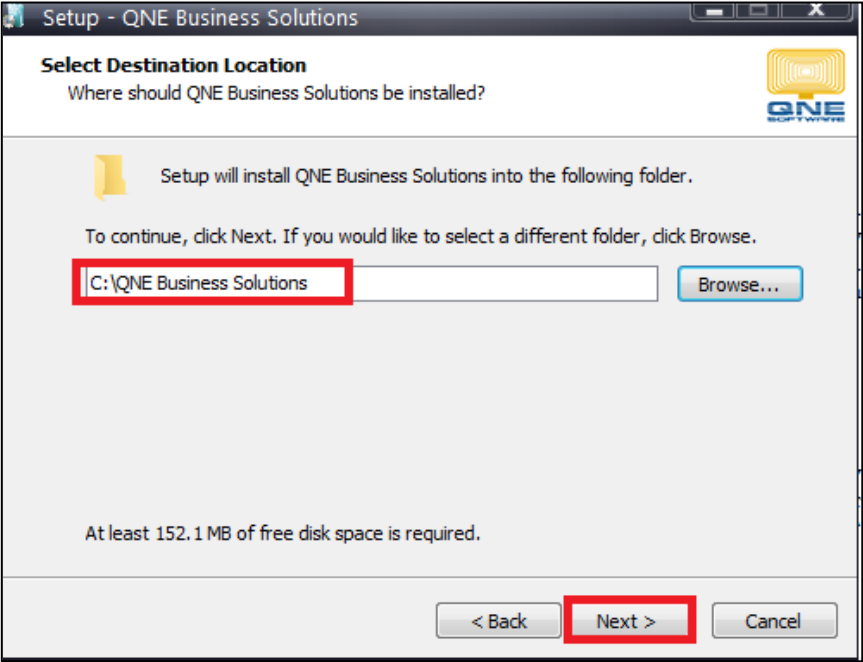 Setup - QNE Business Solutions
Select Destination Location
Where should QNE Business Solutions be installed?
QNE
SOFTWARE
Setup will install QNE Business Solutions into the following folder.
To continue, click Next. If you would like to select a different folder, click Browse.
C:\QNE Business Solutions
Browse...
At least 152.1 MB of free disk space is required.
< Back
Next >
Cancel